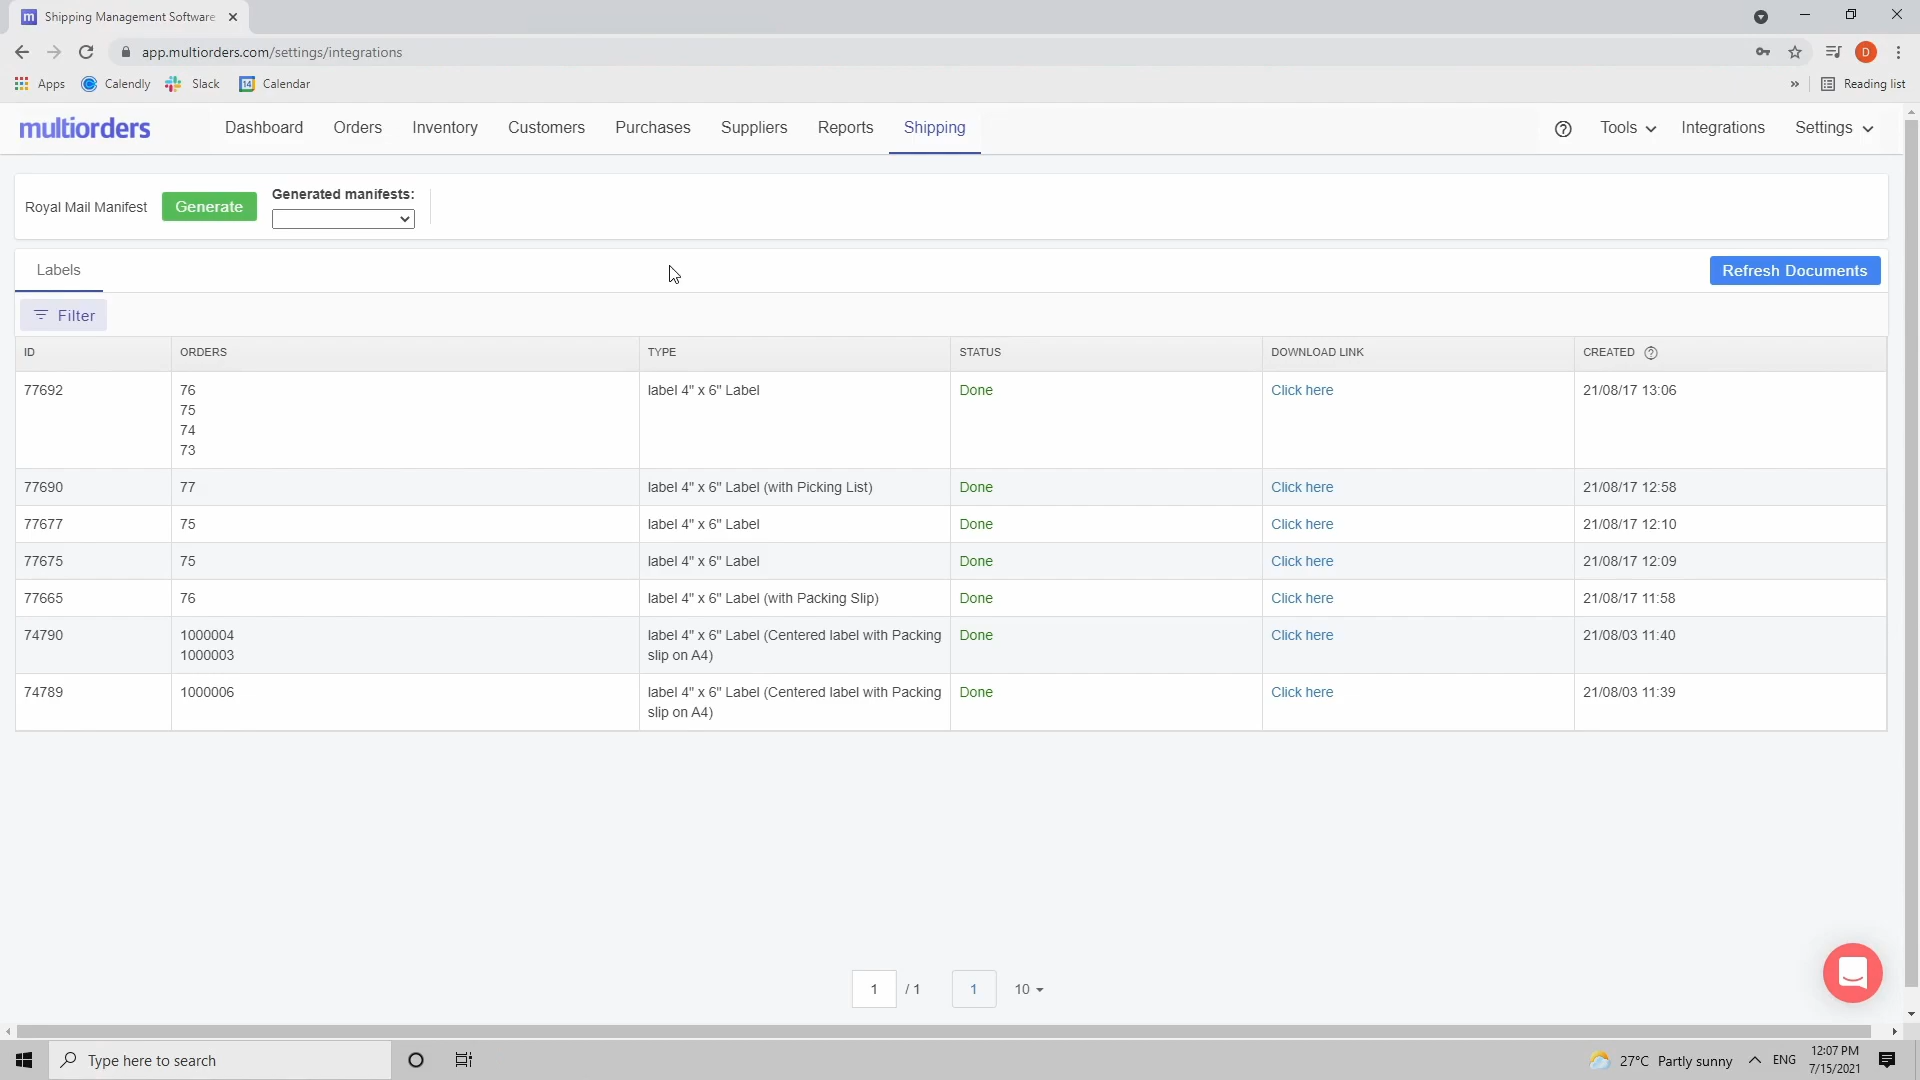 m Shipping Management Software
app.multiorders.com/settings/integrations
Apps Calendly Slack 14 Calendar » Reading list
D
multiorders Dashboard Orders Inventory Customers Purchases Suppliers Reports Shipping Tools Integrations Settings
Royal Mail Manifest Generate Generated manifests:
Labels Refresh Documents
Filter
ID ORDERS TYPE STATUS DOWNLOAD LINK CREATED
77692 76 label 4" x 6" Label Done Click here 21/08/17 13:06
75
74
73
77690 77 label 4" x 6" Label (with Picking List) Done Click here 21/08/17 12:58
77677 75 label 4" x 6" Label Done Click here 21/08/17 12:10
77675 75 label 4" x 6" Label Done Click here 21/08/17 12:09
77665 76 label 4" x 6" Label (with Packing Slip) Done Click here 21/08/17 11:58
74790 1000004 label 4" x 6" Label (Centered label with Packing Done Click here 21/08/03 11:40
1000003 slip on A4)
74789 1000006 label 4" x 6" Label (Centered label with Packing Done Click here 21/08/03 11:39
slip on A4)
1 / 1 1 10
Type here to search 27°C Partly sunny ENG 12:07 PM
7/15/2021